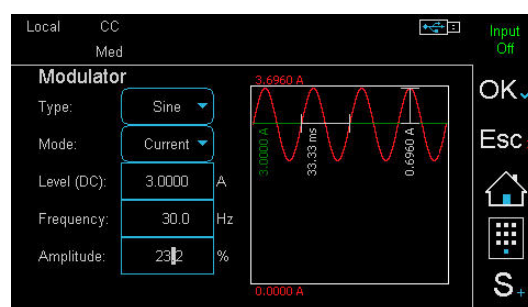 Local CC
Med
Input
Off
Modulator
Type: Sine
Mode: Current
Level (DC): 3.0000 A
Frequency: 30.0 Hz
Amplitude: 23.2 %
3.6960 A
3.0000 A
33.33 ms
0.6960 A
0.0000 A
OK
Esc
S+